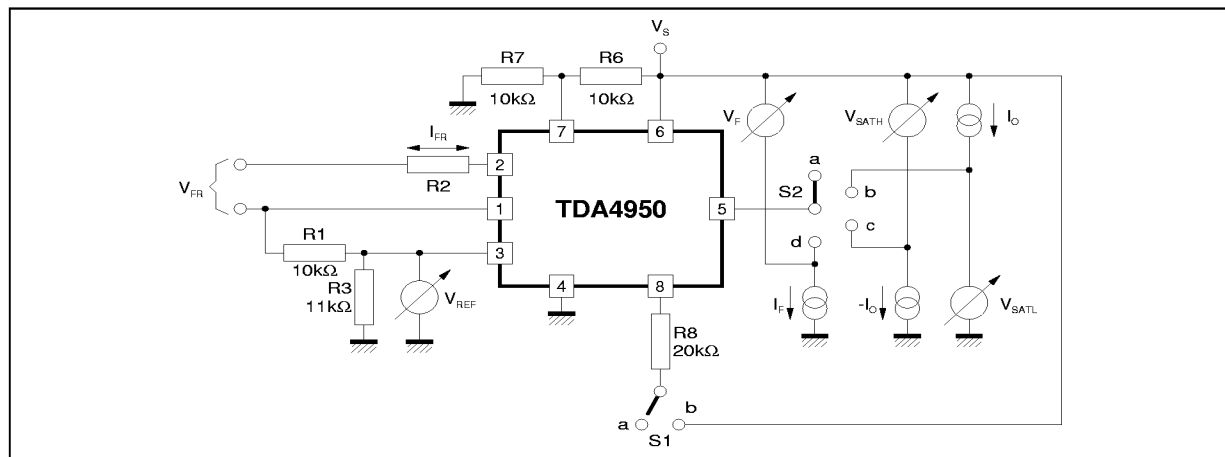 V_S
R7
R6
10kΩ
10kΩ
V_F
V_SATH
I_O
I_FR
7
6
2
R2
V_FR
1
TDA4950
5
S2
a
b
c
d
R1
10kΩ
3
R3
11kΩ
V_REF
4
8
I_F
-I_O
V_SATL
R8
20kΩ
a
b
S1